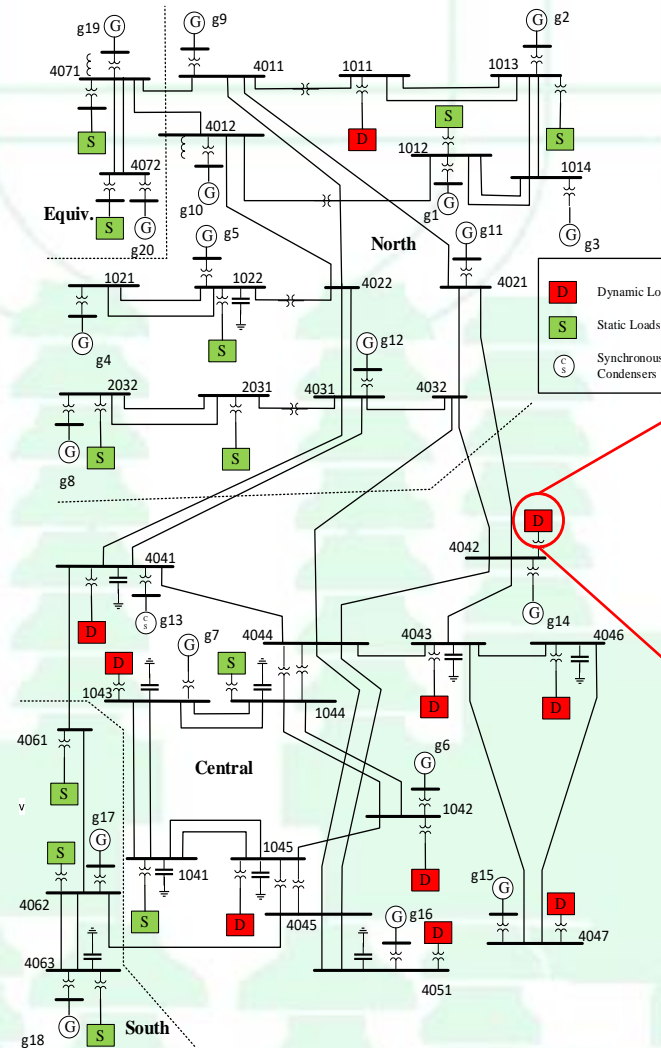 g19
G
g9
G
g2
G
4071
4011
1011
1013
S
S
D
S
4012
1012
4072
1014
Equiv.
S
G
g20
g10
G
g1
G
G
g3
g5
G
North
g11
G
1021
1022
4022
4021
G
g4
S
g12
G
D
Dynamic Lo
S
Static Loads
C
S
Synchronous
Condensers
2032
2031
4031
4032
G
g8
S
S
D
4042
4041
G
g14
D
C
S
g13
g7
G
4044
4043
4046
D
S
1043
1044
D
D
4061
Central
g6
G
S
v
1042
g17
G
S
1041
1045
D
4062
S
D
4045
g15
G
g16
G
D
D
4047
4063
4051
g18
G
S
South